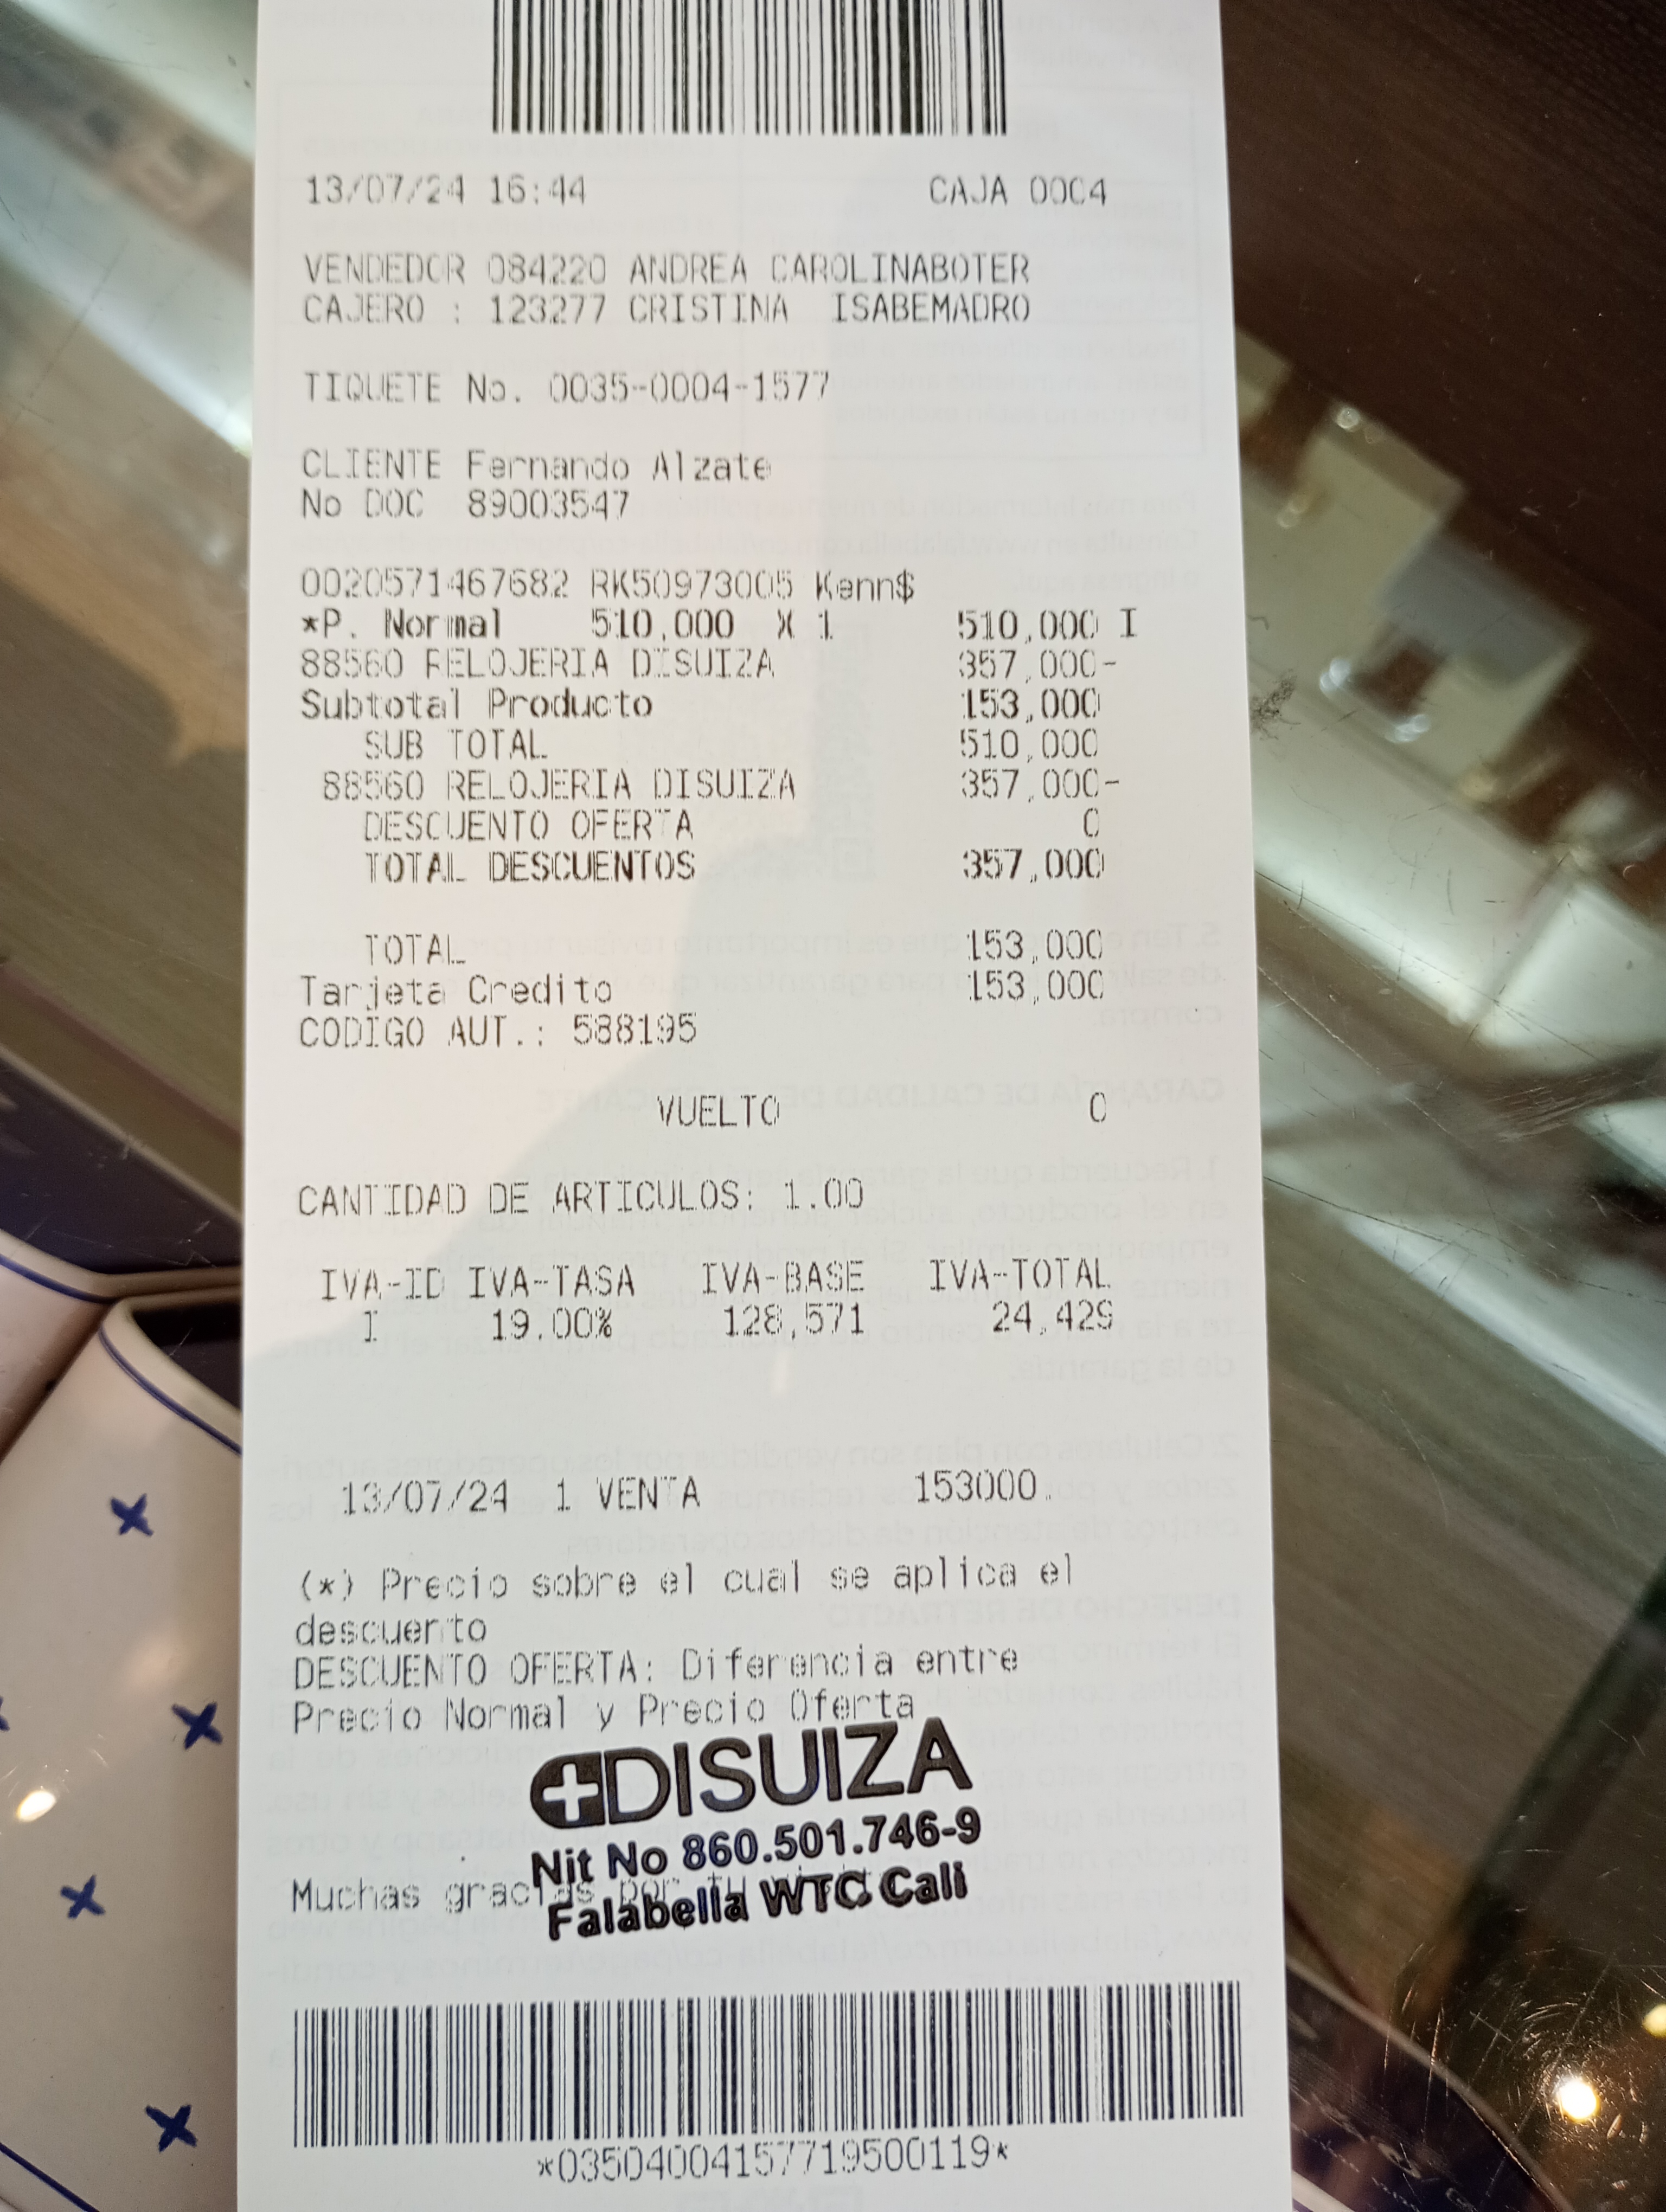 13/07/24 16:44 CAJA 0004
VENDEDOR 084220 ANDREA CAROLINABOTER
CAJERO : 123277 CRISTINA ISABEMADRO
TIQUETE No. 0035-0004-1577
CLIENTE Fernando Alzate
No DOC 89003547
0020571467682 RK50973005 Kenn$
*P. Normal 510,000 X 1 510,000 I
88560 RELOJERIA DISUIZA 357,000-
Subtotal Producto 153,000
SUB TOTAL 510,000
88560 RELOJERIA DISUIZA 357,000-
DESCUENTO OFERTA 0
TOTAL DESCUENTOS 357,000
TOTAL 153,000
Tarjeta Credito 153,000
CODIGO AUT.: 588195
VUELTO 0
CANTIDAD DE ARTICULOS: 1.00
IVA-ID IVA-TASA IVA-BASE IVA-TOTAL
I 19.00% 128,571 24,429
13/07/24 1 VENTA 153000.
(*) Precio sobre el cual se aplica el
descuento
DESCUENTO OFERTA: Diferencia entre
Precio Normal y Precio Oferta
DISUIZA
Nit No 860.501.746-9
Muchas gracias por tu
Falabella WTC Cali
*03504004157719500119*